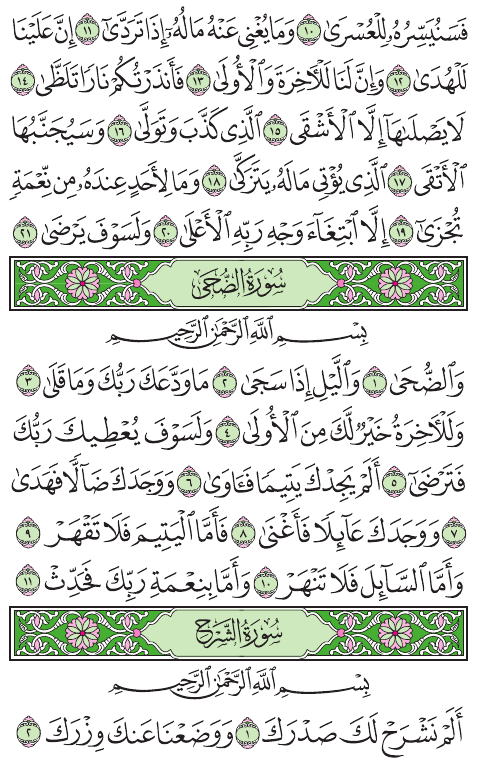 فَسَنُيَسِّرُهُۥ لِلْعُسْرَىٰ ١٠ وَمَا يُغْنِى عَنْهُ مَالُهُۥٓ إِذَا تَرَدَّىٰٓ ١١ إِنَّ عَلَيْنَا
لَلْهُدَىٰ ١٢ وَإِنَّ لَنَا لَلْـَٔاخِرَةَ وَٱلْأُولَىٰ ١٣ فَأَنذَرْتُكُمْ نَارًا تَلَظَّىٰ ١٤
لَا يَصْلَىٰهَآ إِلَّا ٱلْأَشْقَى ١٥ ٱلَّذِى كَذَّبَ وَتَوَلَّىٰ ١٦ وَسَيُجَنَّبُهَا
ٱلْأَتْقَى ١٧ ٱلَّذِى يُؤْتِى مَالَهُۥ يَتَزَكَّىٰ ١٨ وَمَا لِأَحَدٍ عِندَهُۥ مِن نِّعْمَةٍ
تُجْزَىٰٓ ١٩ إِلَّا ٱبْتِغَآءَ وَجْهِ رَبِّهِ ٱلْأَعْلَىٰ ٢٠ وَلَسَوْفَ يَرْضَىٰ ٢١
سُورَةُ الضُّحَىٰ
بِسْمِ ٱللَّهِ ٱلرَّحْمَٰنِ ٱلرَّحِيمِ
وَٱلضُّحَىٰ ١ وَٱلَّيْلِ إِذَا سَجَىٰ ٢ مَا وَدَّعَكَ رَبُّكَ وَمَا قَلَىٰ ٣
وَلَلْـَٔاخِرَةُ خَيْرٌ لَّكَ مِنَ ٱلْأُولَىٰ ٤ وَلَسَوْفَ يُعْطِيكَ رَبُّكَ
فَتَرْضَىٰٓ ٥ أَلَمْ يَجِدْكَ يَتِيمًا فَـَٔاوَىٰ ٦ وَوَجَدَكَ ضَآلًّا فَهَدَىٰ
٧ وَوَجَدَكَ عَآئِلًا فَأَغْنَىٰ ٨ فَأَمَّا ٱلْيَتِيمَ فَلَا تَقْهَرْ ٩
وَأَمَّا ٱلسَّآئِلَ فَلَا تَنْهَرْ ١٠ وَأَمَّا بِنِعْمَةِ رَبِّكَ فَحَدِّثْ ١١
سُورَةُ الشَّرْحِ
بِسْمِ ٱللَّهِ ٱلرَّحْمَٰنِ ٱلرَّحِيمِ
أَلَمْ نَشْرَحْ لَكَ صَدْرَكَ ١ وَوَضَعْنَا عَنكَ وِزْرَكَ ٢